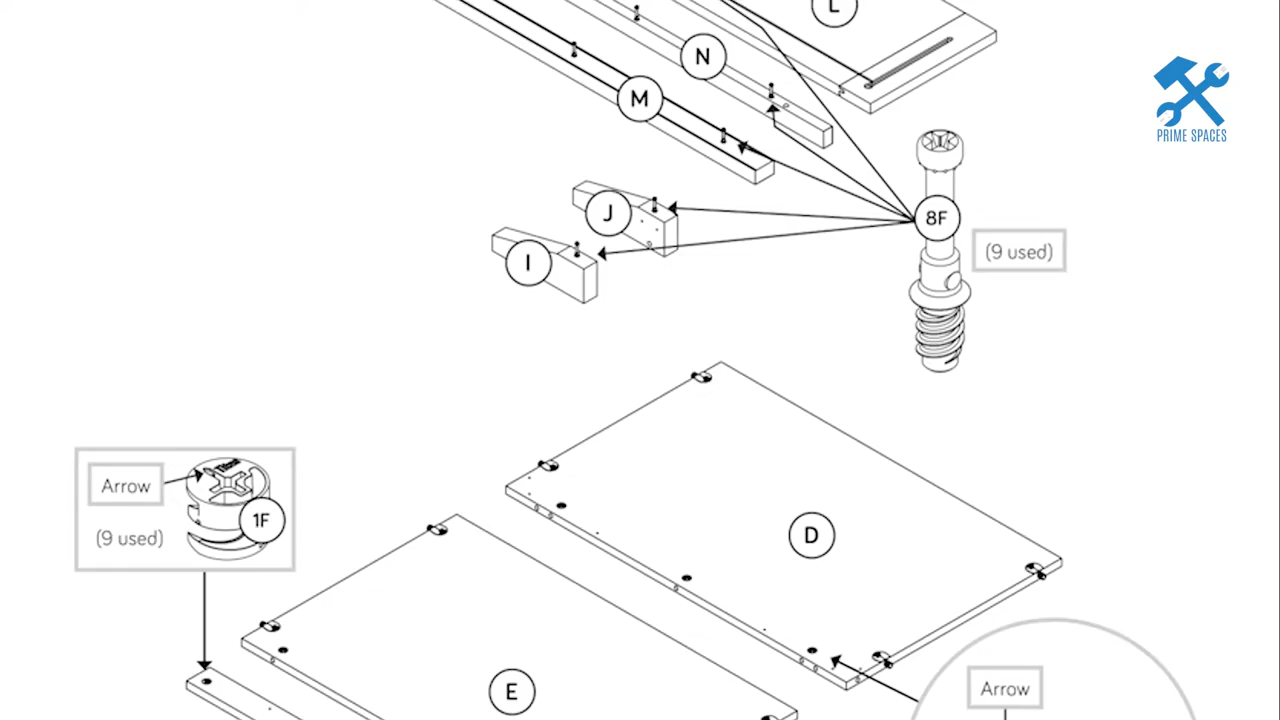 L
N
M
PRIME SPACES
J
8F
(9 used)
I
Arrow
1F
(9 used)
D
E
Arrow